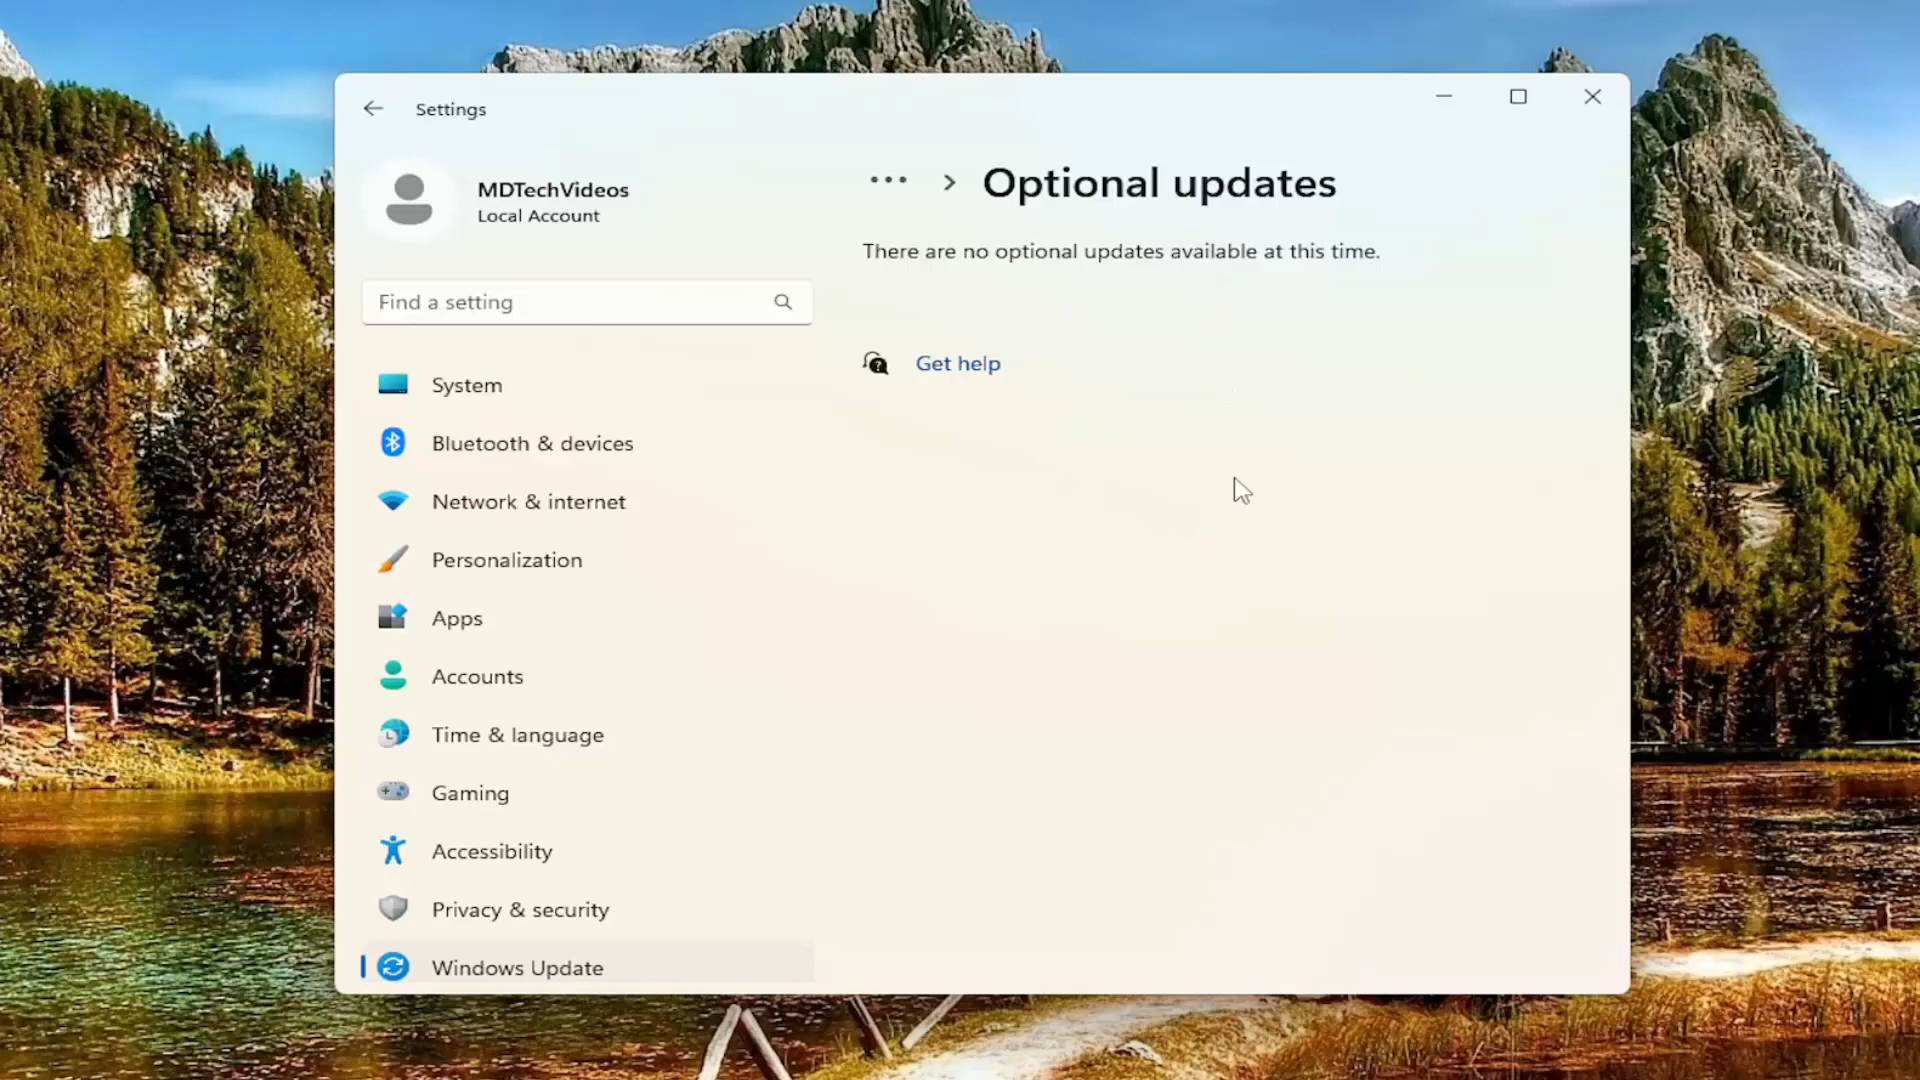 Settings
MDTechVideos
Local Account
Find a setting
System
Bluetooth & devices
Network & internet
Personalization
Apps
Accounts
Time & language
Gaming
Accessibility
Privacy & security
Windows Update
Optional updates
There are no optional updates available at this time.
Get help